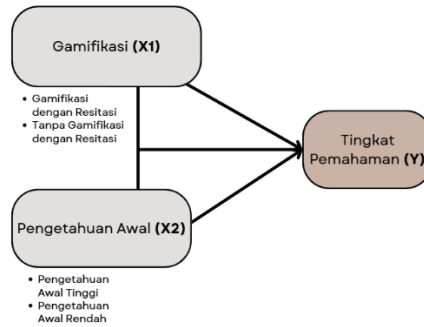 Gamifikasi (X1)
• Gamifikasi
dengan Resitasi
• Tanpa Gamifikasi
dengan Resitasi
Tingkat
Pemahaman (Y)
Pengetahuan Awal (X2)
• Pengetahuan
Awal Tinggi
• Pengetahuan
Awal Rendah